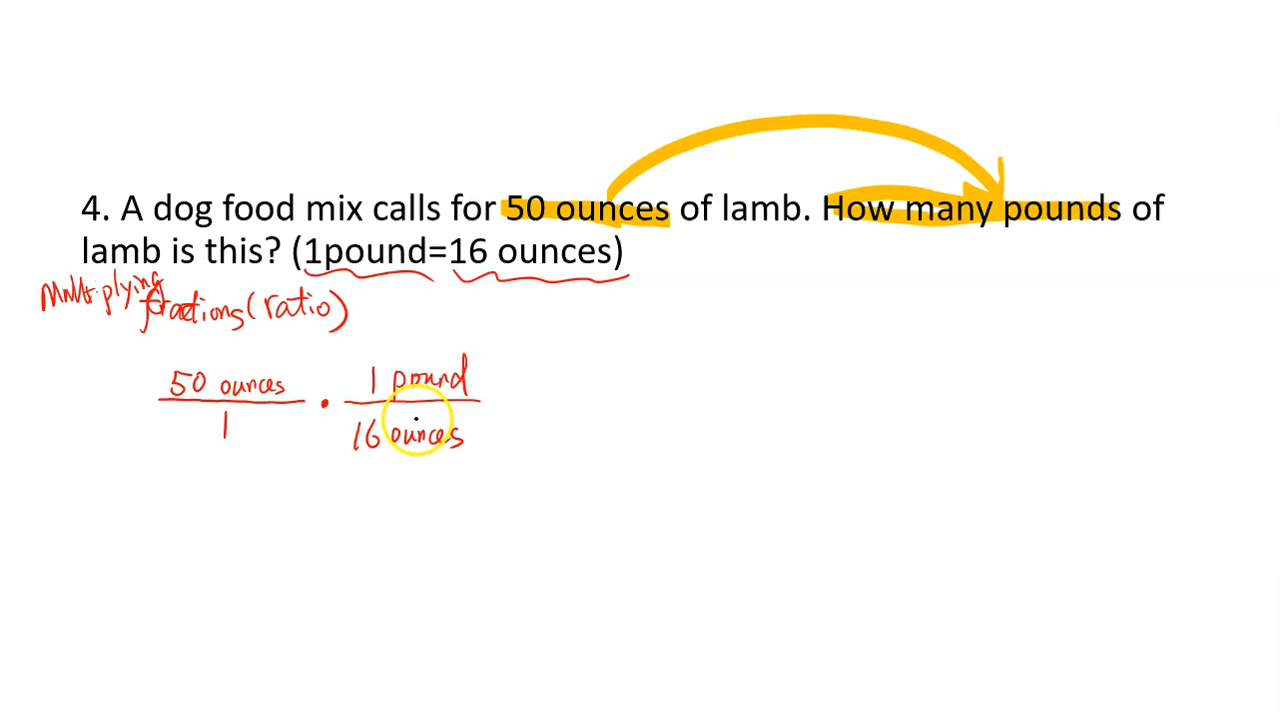 4. A dog food mix calls for 50 ounces of lamb. How many pounds of
lamb is this? (1pound=16 ounces)
Multiplying
fractions (ratio)
50 ounces / 1 · 1 pound / 16 ounces